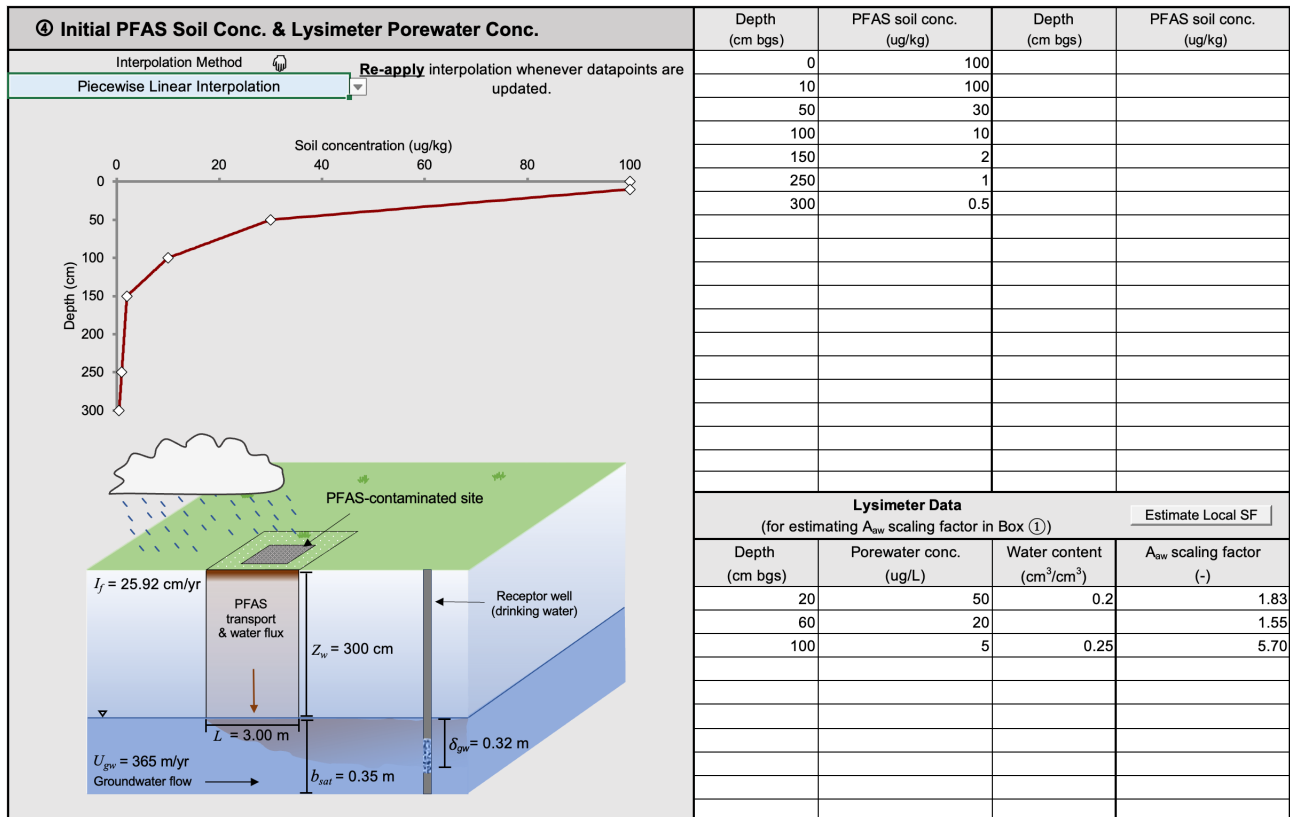 ④ Initial PFAS Soil Conc. & Lysimeter Porewater Conc.
Interpolation Method
Piecewise Linear Interpolation
Re-apply interpolation whenever datapoints are
updated.
Soil concentration (ug/kg)
0 20 40 60 80 100
Depth (cm)
0
50
100
150
200
250
300
PFAS-contaminated site
I_f = 25.92 cm/yr
PFAS
transport
& water flux
Receptor well
(drinking water)
Z_w = 300 cm
L = 3.00 m
δ_gw = 0.32 m
U_gw = 365 m/yr
Groundwater flow
b_sat = 0.35 m
Depth PFAS soil conc. Depth PFAS soil conc.
(cm bgs) (ug/kg) (cm bgs) (ug/kg)
0 100
10 100
50 30
100 10
150 2
250 1
300 0.5
Lysimeter Data
(for estimating A_aw scaling factor in Box ①)
Estimate Local SF
Depth Porewater conc. Water content A_aw scaling factor
(cm bgs) (ug/L) (cm³/cm³) (-)
20 50 0.2 1.83
60 20 1.55
100 5 0.25 5.70